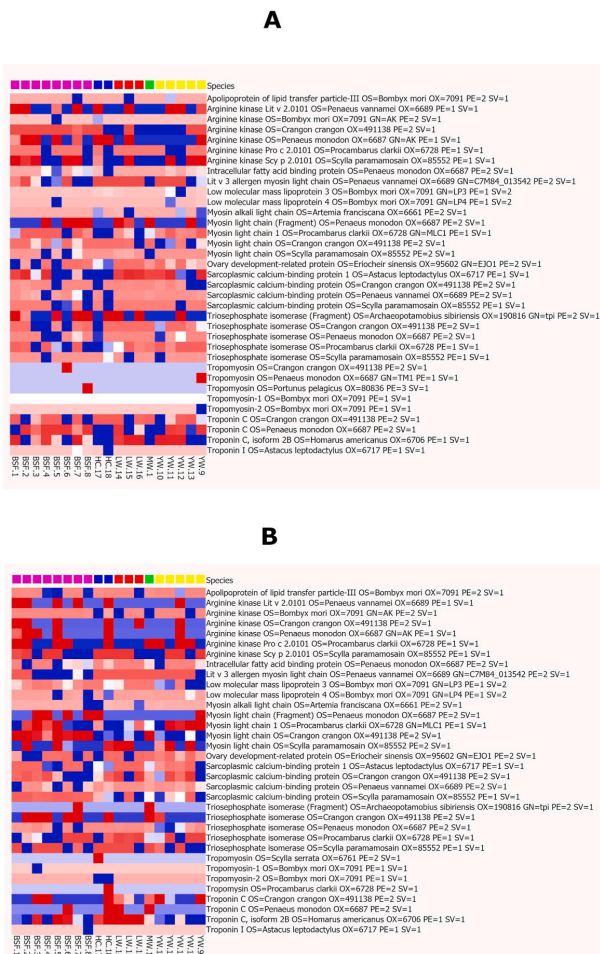 A
Species
Apolipoprotein of lipid transfer particle-III OS=Bombyx mori OX=7091 PE=2 SV=1
Arginine kinase Lit v 2.0101 OS=Penaeus vannamei OX=6689 PE=1 SV=1
Arginine kinase OS=Bombyx mori OX=7091 GN=AK PE=2 SV=1
Arginine kinase OS=Crangon crangon OX=491138 PE=2 SV=1
Arginine kinase OS=Penaeus monodon OX=6687 GN=AK PE=1 SV=1
Arginine kinase Pro c 2.0101 OS=Procambarus clarkii OX=6728 PE=1 SV=1
Arginine kinase Scy p 2.0101 OS=Scylla paramamosain OX=85552 PE=1 SV=1
Intracellular fatty acid binding protein OS=Penaeus monodon OX=6687 PE=2 SV=1
Lit v 3 allergen myosin light chain OS=Penaeus vannamei OX=6689 GN=C7M84_013542 PE=2 SV=1
Low molecular mass lipoprotein 3 OS=Bombyx mori OX=7091 GN=LP3 PE=1 SV=1
Low molecular mass lipoprotein 4 OS=Bombyx mori OX=7091 GN=LP4 PE=2 SV=1
Myosin alkali light chain OS=Artemia franciscana OX=6661 PE=2 SV=1
Myosin light chain (Fragment) OS=Penaeus monodon OX=6687 PE=2 SV=1
Myosin light chain 1 OS=Procambarus clarkii OX=6728 GN=MLC1 PE=1 SV=1
Myosin light chain OS=Crangon crangon OX=491138 PE=2 SV=1
Myosin light chain OS=Scylla paramamosain OX=85552 PE=2 SV=1
Ovary development-related protein OS=Eriocheir sinensis OX=95602 GN=EJO1 PE=2 SV=1
Sarcoplasmic calcium-binding protein 1 OS=Astacus leptodactylus OX=6717 PE=1 SV=1
Sarcoplasmic calcium-binding protein OS=Crangon crangon OX=491138 PE=2 SV=1
Sarcoplasmic calcium-binding protein OS=Penaeus vannamei OX=6689 PE=2 SV=1
Sarcoplasmic calcium-binding protein OS=Scylla paramamosain OX=85552 PE=1 SV=1
Triosephosphate isomerase (Fragment) OS=Archaeopotamobius sibiriensis OX=190816 GN=tpi PE=2 SV=1
Triosephosphate isomerase OS=Crangon crangon OX=491138 PE=2 SV=1
Triosephosphate isomerase OS=Penaeus monodon OX=6687 PE=2 SV=1
Triosephosphate isomerase OS=Procambarus clarkii OX=6728 PE=1 SV=1
Triosephosphate isomerase OS=Scylla paramamosain OX=85552 PE=1 SV=1
Tropomyosin OS=Crangon crangon OX=491138 PE=2 SV=1
Tropomyosin OS=Penaeus monodon OX=6687 GN=TM1 PE=1 SV=1
Tropomyosin OS=Portunus pelagicus OX=80836 PE=3 SV=1
Tropomyosin-1 OS=Bombyx mori OX=7091 PE=1 SV=1
Tropomyosin-2 OS=Bombyx mori OX=7091 PE=1 SV=1
Troponin C OS=Crangon crangon OX=491138 PE=2 SV=1
Troponin C OS=Penaeus monodon OX=6687 PE=2 SV=1
Troponin C, isoform 2B OS=Homarus americanus OX=6706 PE=1 SV=1
Troponin I OS=Astacus leptodactylus OX=6717 PE=1 SV=1
BSF.1 BSF.2 BSF.3 BSF.4 BSF.5 BSF.6 BSF.7 BSF.8 HC.17 HC.18 LW.14 LW.15 LW.16 MW.1 YW.10 YW.11 YW.12 YW.13 YW.9
B
Species
Apolipoprotein of lipid transfer particle-III OS=Bombyx mori OX=7091 PE=2 SV=1
Arginine kinase Lit v 2.0101 OS=Penaeus vannamei OX=6689 PE=1 SV=1
Arginine kinase OS=Bombyx mori OX=7091 GN=AK PE=2 SV=1
Arginine kinase OS=Crangon crangon OX=491138 PE=2 SV=1
Arginine kinase OS=Penaeus monodon OX=6687 GN=AK PE=1 SV=1
Arginine kinase Pro c 2.0101 OS=Procambarus clarkii OX=6728 PE=1 SV=1
Arginine kinase Scy p 2.0101 OS=Scylla paramamosain OX=85552 PE=1 SV=1
Intracellular fatty acid binding protein OS=Penaeus monodon OX=6687 PE=2 SV=1
Lit v 3 allergen myosin light chain OS=Penaeus vannamei OX=6689 GN=C7M84_013542 PE=2 SV=1
Low molecular mass lipoprotein 3 OS=Bombyx mori OX=7091 GN=LP3 PE=1 SV=2
Low molecular mass lipoprotein 4 OS=Bombyx mori OX=7091 GN=LP4 PE=1 SV=2
Myosin alkali light chain OS=Artemia franciscana OX=6661 PE=2 SV=1
Myosin light chain (Fragment) OS=Penaeus monodon OX=6687 PE=2 SV=1
Myosin light chain 1 OS=Procambarus clarkii OX=6728 GN=MLC1 PE=1 SV=1
Myosin light chain OS=Crangon crangon OX=491138 PE=2 SV=1
Myosin light chain OS=Scylla paramamosain OX=85552 PE=2 SV=1
Ovary development-related protein OS=Eriocheir sinensis OX=95602 GN=EJO1 PE=2 SV=1
Sarcoplasmic calcium-binding protein 1 OS=Astacus leptodactylus OX=6717 PE=1 SV=1
Sarcoplasmic calcium-binding protein OS=Crangon crangon OX=491138 PE=2 SV=1
Sarcoplasmic calcium-binding protein OS=Penaeus vannamei OX=6689 PE=2 SV=1
Sarcoplasmic calcium-binding protein OS=Scylla paramamosain OX=85552 PE=1 SV=1
Triosephosphate isomerase (Fragment) OS=Archaeopotamobius sibiriensis OX=190816 GN=tpi PE=2 SV=1
Triosephosphate isomerase OS=Crangon crangon OX=491138 PE=2 SV=1
Triosephosphate isomerase OS=Penaeus monodon OX=6687 PE=2 SV=1
Triosephosphate isomerase OS=Procambarus clarkii OX=6728 PE=1 SV=1
Triosephosphate isomerase OS=Scylla paramamosain OX=85552 PE=1 SV=1
Tropomyosin OS=Scylla serrata OX=6761 PE=2 SV=1
Tropomyosin-1 OS=Bombyx mori OX=7091 PE=1 SV=1
Tropomyosin-2 OS=Bombyx mori OX=7091 PE=1 SV=1
Tropomysin OS=Procambarus clarkii OX=6728 PE=2 SV=1
Troponin C OS=Crangon crangon OX=491138 PE=2 SV=1
Troponin C OS=Penaeus monodon OX=6687 PE=2 SV=1
Troponin C, isoform 2B OS=Homarus americanus OX=6706 PE=1 SV=1
Troponin I OS=Astacus leptodactylus OX=6717 PE=1 SV=1